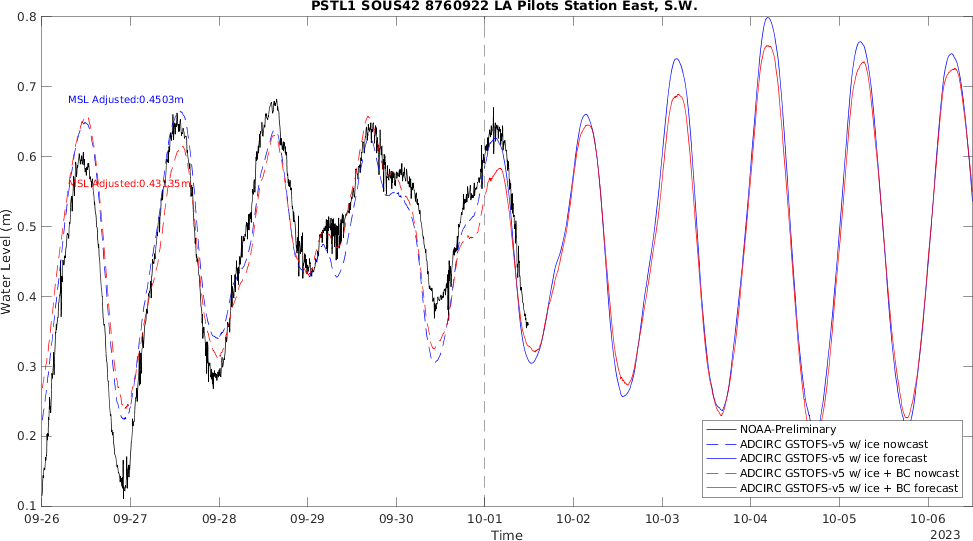 PSTL1 SOUS42 8760922 LA Pilots Station East, S.W.
0.8
0.7
0.6
0.5
0.4
0.3
0.2
0.1
Water Level (m)
MSL Adjusted:0.4503m
MSL Adjusted:0.43135m
NOAA-Preliminary
ADCIRC GSTOFS-v5 w/ ice nowcast
ADCIRC GSTOFS-v5 w/ ice forecast
ADCIRC GSTOFS-v5 w/ ice + BC nowcast
ADCIRC GSTOFS-v5 w/ ice + BC forecast
09-26 09-27 09-28 09-29 09-30 10-01 10-02 10-03 10-04 10-05 10-06
Time
2023